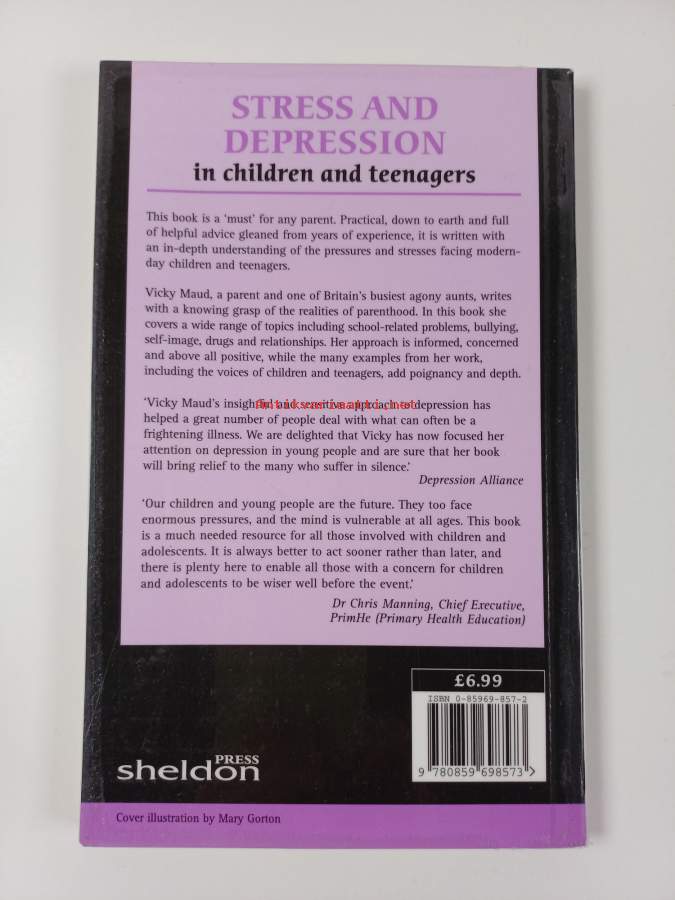 STRESS AND
DEPRESSION
in children and teenagers
This book is a ‘must’ for any parent. Practical, down to earth and full
of helpful advice gleaned from years of experience, it is written with
an in-depth understanding of the pressures and stresses facing modern-
day children and teenagers.
Vicky Maud, a parent and one of Britain’s busiest agony aunts, writes
with a knowing grasp of the realities of parenthood. In this book she
covers a wide range of topics including school-related problems, bullying,
self-image, drugs and relationships. Her approach is informed, concerned
and above all positive, while the many examples from her work,
including the voices of children and teenagers, add poignancy and depth.
‘Vicky Maud’s insightful and sensitive approach to depression has
Antikvariaatti.net
helped a great number of people deal with what can often be a
frightening illness. We are delighted that Vicky has now focused her
attention on depression in young people and are sure that her book
will bring relief to the many who suffer in silence.’
Depression Alliance
‘Our children and young people are the future. They too face
enormous pressures, and the mind is vulnerable at all ages. This book
is a much needed resource for all those involved with children and
adolescents. It is always better to act sooner rather than later, and
there is plenty here to enable all those with a concern for children
and adolescents to be wiser well before the event.’
Dr Chris Manning, Chief Executive,
PrimHe (Primary Health Education)
£6.99
ISBN 0-85969-857-2
9 780859 698573 >
PRESS
sheldon
Cover illustration by Mary Gorton